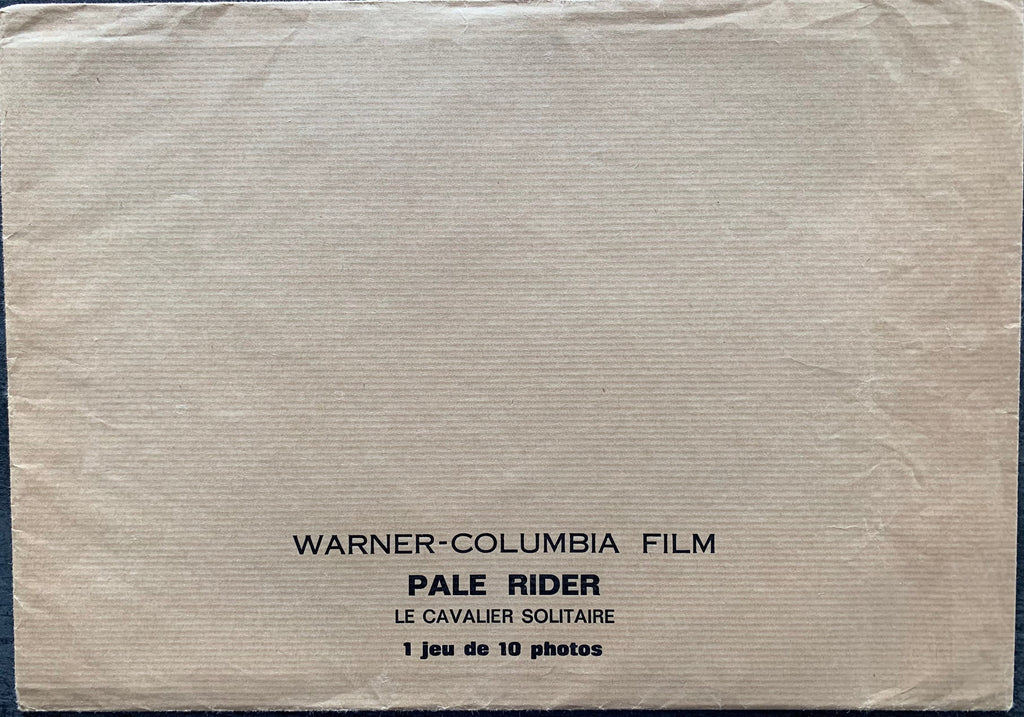 WARNER-COLUMBIA FILM
PALE RIDER
LE CAVALIER SOLITAIRE
1 jeu de 10 photos